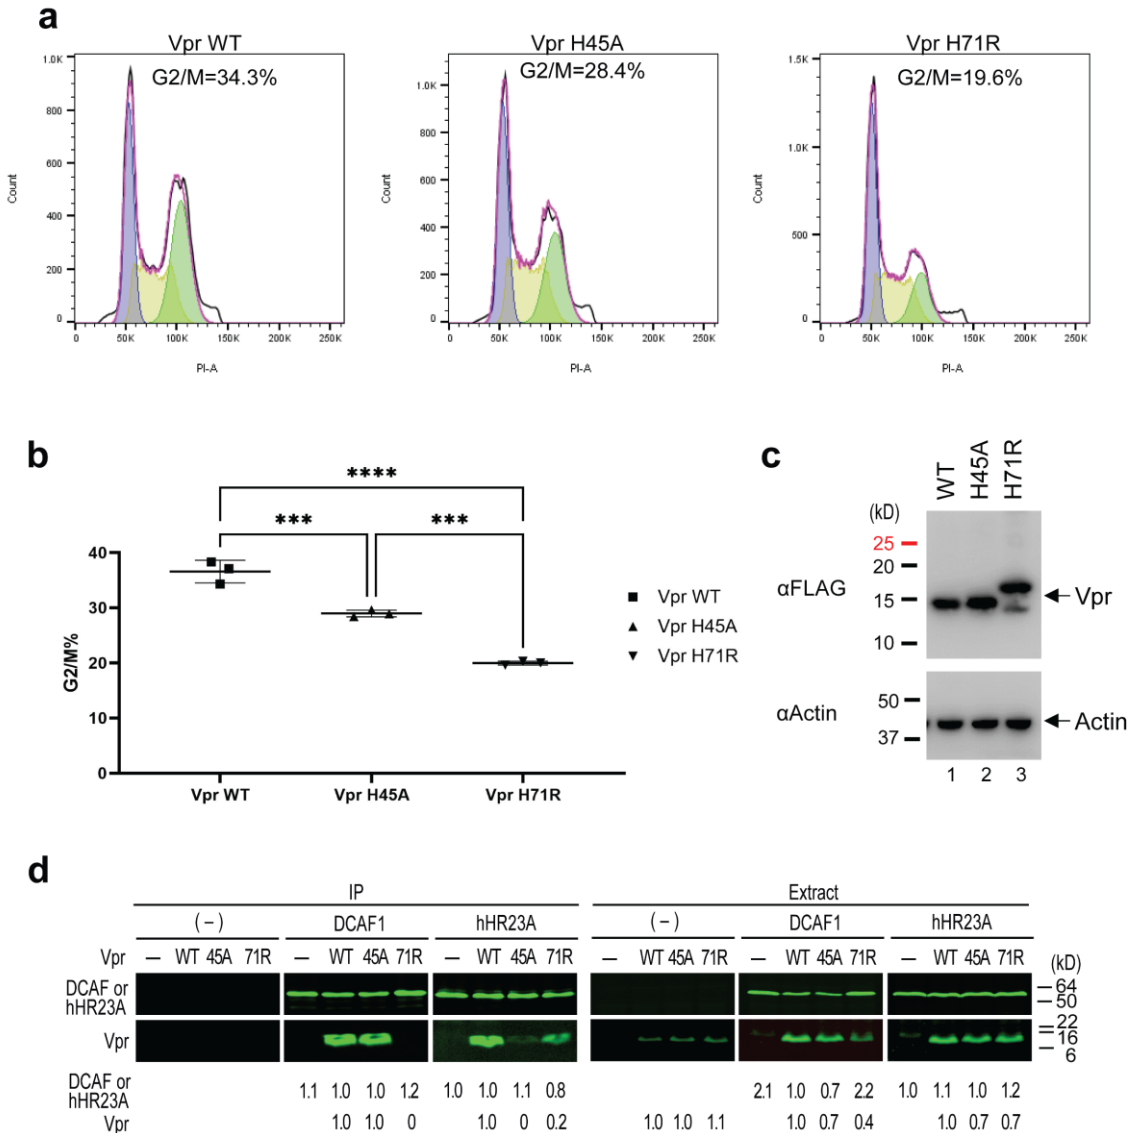 a
Vpr WT
G2/M=34.3%
1.0K
800
600
400
200
0
Count
0 50K 100K 150K 200K 250K
PI-A
Vpr H45A
G2/M=28.4%
1.0K
800
600
400
200
0
Count
0 50K 100K 150K 200K 250K
PI-A
Vpr H71R
G2/M=19.6%
1.5K
1.0K
500
0
Count
0 50K 100K 150K 200K 250K
PI-A
b
****
*** ***
40
30
20
10
0
G2/M%
Vpr WT Vpr H45A Vpr H71R
Vpr WT
Vpr H45A
Vpr H71R
c
WT H45A H71R
(kD)
25
20
15
10
αFLAG
Vpr
50
37
αActin
Actin
1 2 3
d
IP Extract
(–) DCAF1 hHR23A (–) DCAF1 hHR23A
Vpr – WT 45A 71R – WT 45A 71R – WT 45A 71R – WT 45A 71R – WT 45A 71R – WT 45A 71R (kD)
DCAF or
hHR23A
64
50
Vpr
22
16
6
DCAF or
hHR23A
1.1 1.0 1.0 1.2 1.0 1.0 1.1 0.8 2.1 1.0 0.7 2.2 1.0 1.1 1.0 1.2
Vpr 1.0 1.0 0 1.0 0 0.2 1.0 1.0 1.1 1.0 0.7 0.4 1.0 0.7 0.7